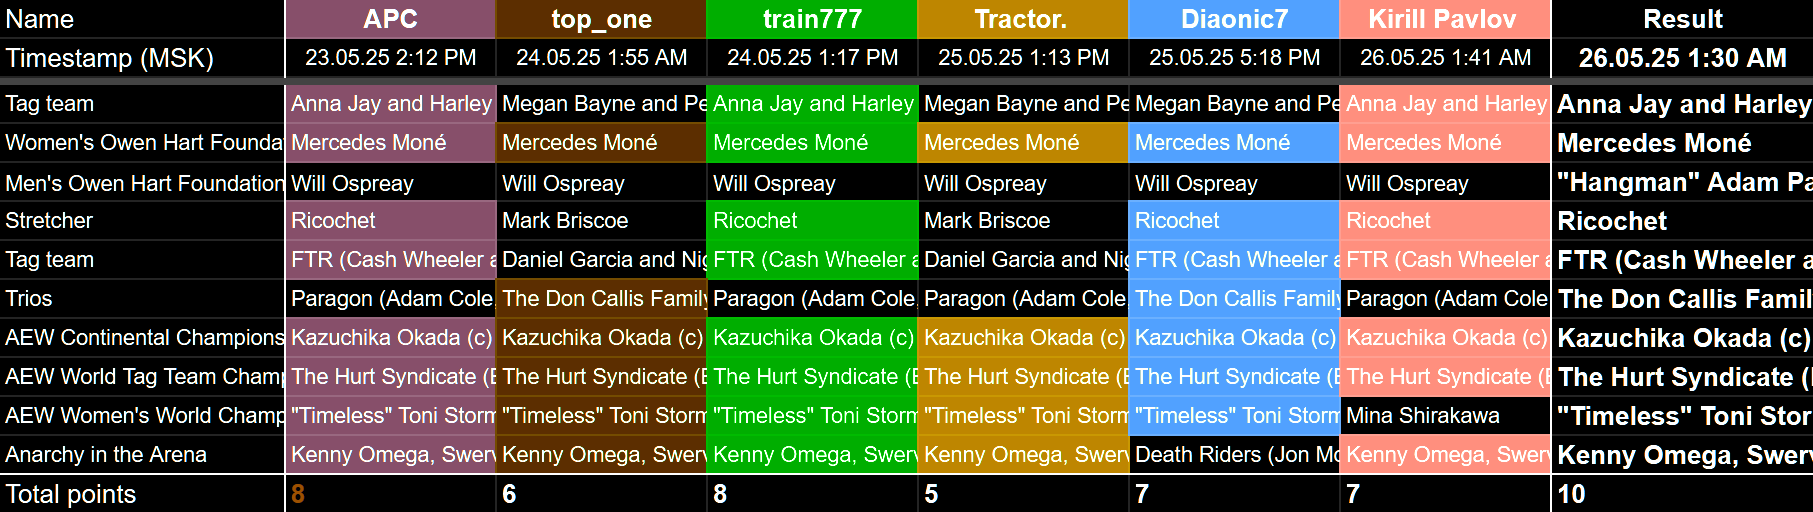 Name APC top_one train777 Tractor. Diaonic7 Kirill Pavlov Result
Timestamp (MSK) 23.05.25 2:12 PM 24.05.25 1:55 AM 24.05.25 1:17 PM 25.05.25 1:13 PM 25.05.25 5:18 PM 26.05.25 1:41 AM 26.05.25 1:30 AM
Tag team Anna Jay and Harley Megan Bayne and Pe Anna Jay and Harley Megan Bayne and Pe Megan Bayne and Pe Anna Jay and Harley Anna Jay and Harley
Women's Owen Hart Founda Mercedes Moné Mercedes Moné Mercedes Moné Mercedes Moné Mercedes Moné Mercedes Moné Mercedes Moné
Men's Owen Hart Foundation Will Ospreay Will Ospreay Will Ospreay Will Ospreay Will Ospreay Will Ospreay "Hangman" Adam Pa
Stretcher Ricochet Mark Briscoe Ricochet Mark Briscoe Ricochet Ricochet Ricochet
Tag team FTR (Cash Wheeler a Daniel Garcia and Nig FTR (Cash Wheeler a Daniel Garcia and Nig FTR (Cash Wheeler a FTR (Cash Wheeler a FTR (Cash Wheeler a
Trios Paragon (Adam Cole, The Don Callis Family Paragon (Adam Cole, Paragon (Adam Cole, The Don Callis Family Paragon (Adam Cole, The Don Callis Famil
AEW Continental Champions Kazuchika Okada (c) Kazuchika Okada (c) Kazuchika Okada (c) Kazuchika Okada (c) Kazuchika Okada (c) Kazuchika Okada (c) Kazuchika Okada (c)
AEW World Tag Team Champ The Hurt Syndicate (B The Hurt Syndicate (B The Hurt Syndicate (B The Hurt Syndicate (B The Hurt Syndicate (B The Hurt Syndicate (B The Hurt Syndicate (
AEW Women's World Champ "Timeless" Toni Storm "Timeless" Toni Storm "Timeless" Toni Storm "Timeless" Toni Storm "Timeless" Toni Storm Mina Shirakawa "Timeless" Toni Stor
Anarchy in the Arena Kenny Omega, Swerv Kenny Omega, Swerv Kenny Omega, Swerv Kenny Omega, Swerv Death Riders (Jon Mo Kenny Omega, Swerv Kenny Omega, Swerv
Total points 8 6 8 5 7 7 10